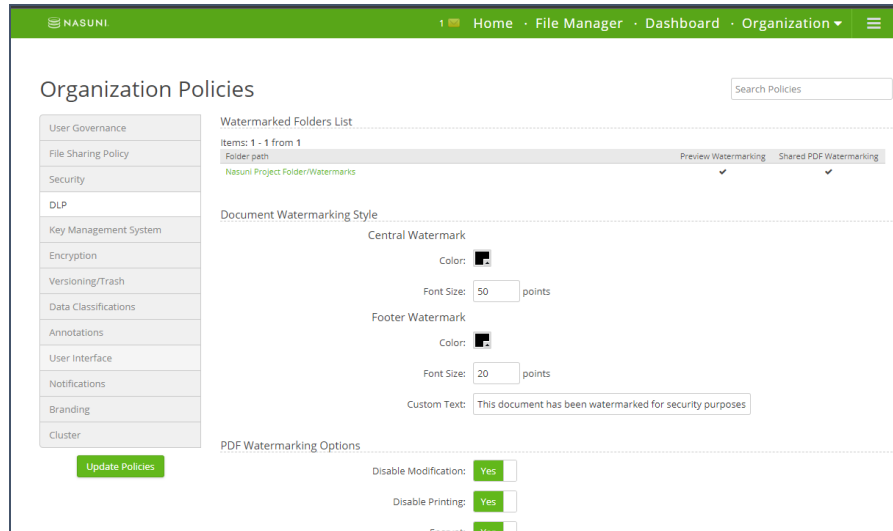 NASUNI
1 Home · File Manager · Dashboard · Organization
Organization Policies
Search Policies
User Governance
File Sharing Policy
Security
DLP
Key Management System
Encryption
Versioning/Trash
Data Classifications
Annotations
User Interface
Notifications
Branding
Cluster
Update Policies
Watermarked Folders List
Items: 1 - 1 from 1
Folder path Preview Watermarking Shared PDF Watermarking
Nasuni Project Folder/Watermarks
Document Watermarking Style
Central Watermark
Color:
Font Size: 50 points
Footer Watermark
Color:
Font Size: 20 points
Custom Text: This document has been watermarked for security purposes
PDF Watermarking Options
Disable Modification: Yes
Disable Printing: Yes